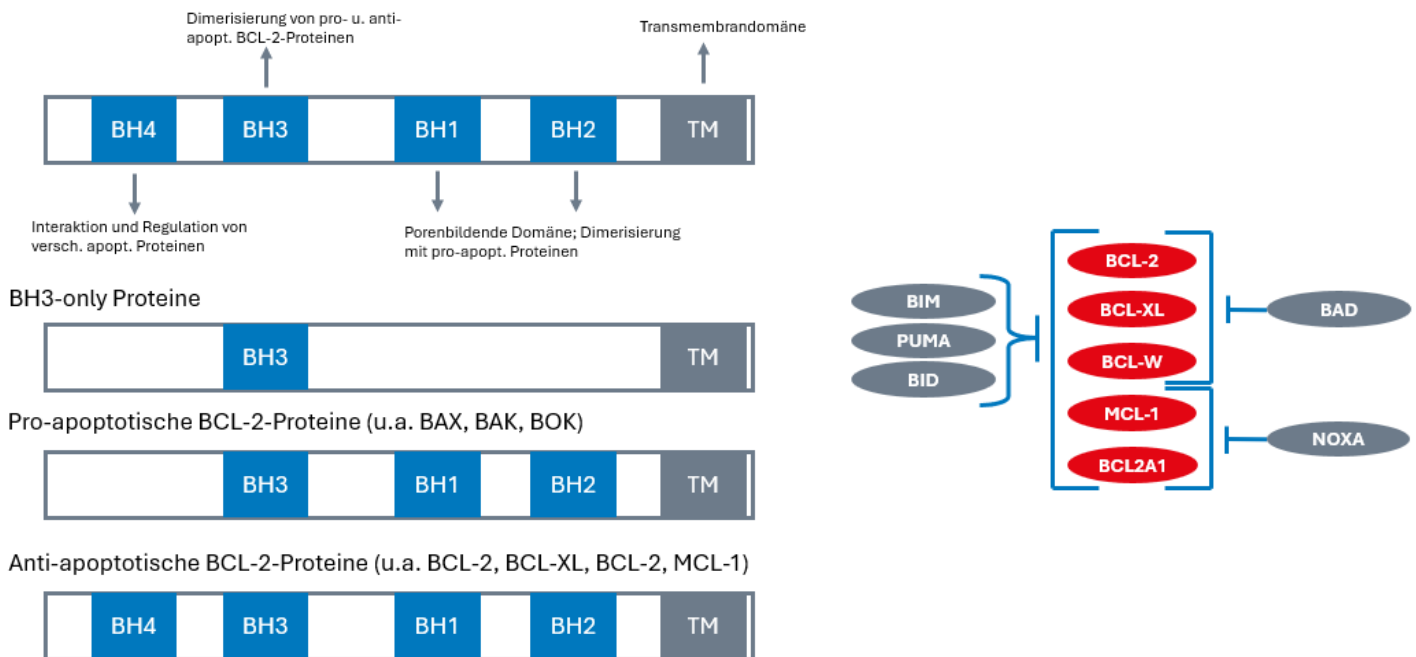 Dimerisierung von pro- u. anti-
apopt. BCL-2-Proteinen
Transmembrandomäne
BH4
BH3
BH1
BH2
TM
Interaktion und Regulation von
versch. apopt. Proteinen
Porenbildende Domäne; Dimerisierung
mit pro-apopt. Proteinen
BH3-only Proteine
BH3
TM
Pro-apoptotische BCL-2-Proteine (u.a. BAX, BAK, BOK)
BH3
BH1
BH2
TM
Anti-apoptotische BCL-2-Proteine (u.a. BCL-2, BCL-XL, BCL-2, MCL-1)
BH4
BH3
BH1
BH2
TM
BIM
PUMA
BID
BCL-2
BCL-XL
BCL-W
MCL-1
BCL2A1
BAD
NOXA